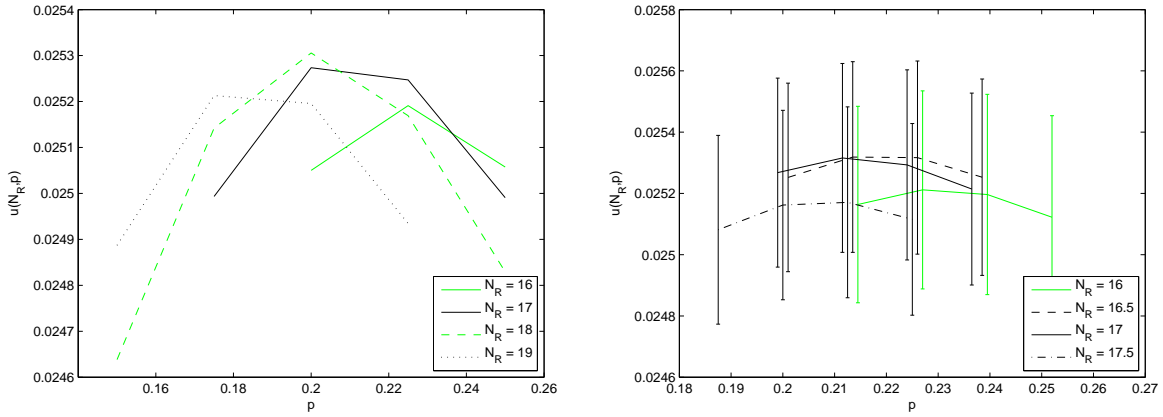 0.0254
0.0253
0.0252
0.0251
0.025
0.0249
0.0248
0.0247
0.0246
u(N_R,p)
0.16
0.18
0.2
0.22
0.24
0.26
p
N_R = 16
N_R = 17
N_R = 18
N_R = 19
0.0258
0.0256
0.0254
0.0252
0.025
0.0248
0.0246
u(N_R,p)
0.18
0.19
0.2
0.21
0.22
0.23
0.24
0.25
0.26
0.27
p
N_R = 16
N_R = 16.5
N_R = 17
N_R = 17.5